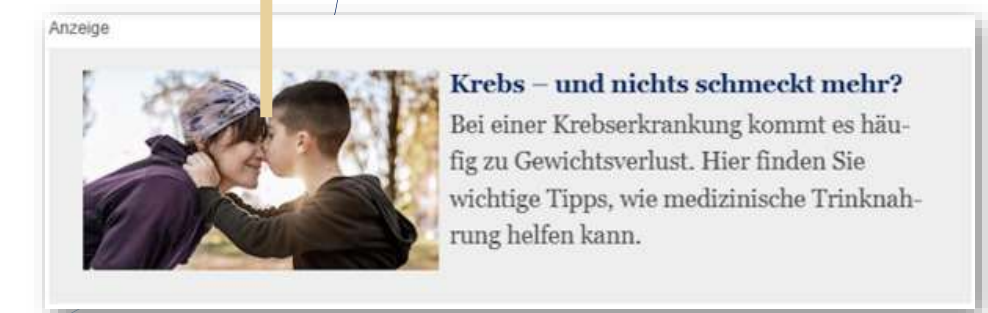 Anzeige
Krebs – und nichts schmeckt mehr?
Bei einer Krebserkrankung kommt es häu-
fig zu Gewichtsverlust. Hier finden Sie
wichtige Tipps, wie medizinische Trinknah-
rung helfen kann.